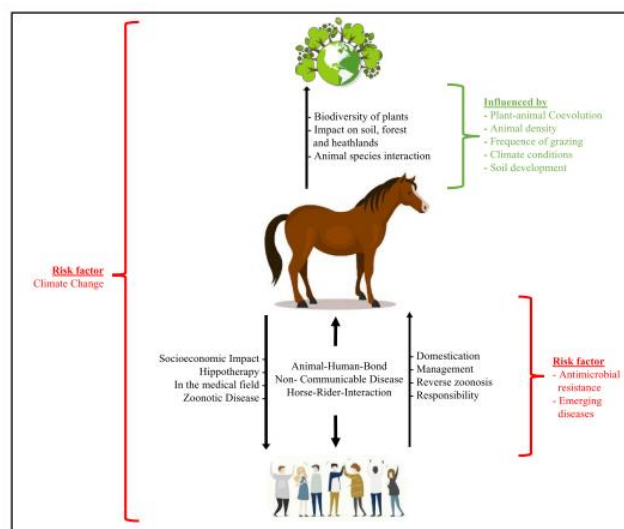 - Biodiversity of plants
- Impact on soil, forest
and heathlands
- Animal species interaction
Influenced by
- Plant-animal Coevolution
- Animal density
- Frequence of grazing
- Climate conditions
- Soil development
Risk factor
Climate Change
Socioeconomic Impact -
Hippotherapy -
In the medical field -
Zoonotic Disease -
Animal-Human-Bond
Non- Communicable Disease
Horse-Rider-Interaction
- Domestication
- Management
- Reverse zoonosis
- Responsibility
Risk factor
- Antimicrobial
resistance
- Emerging
diseases